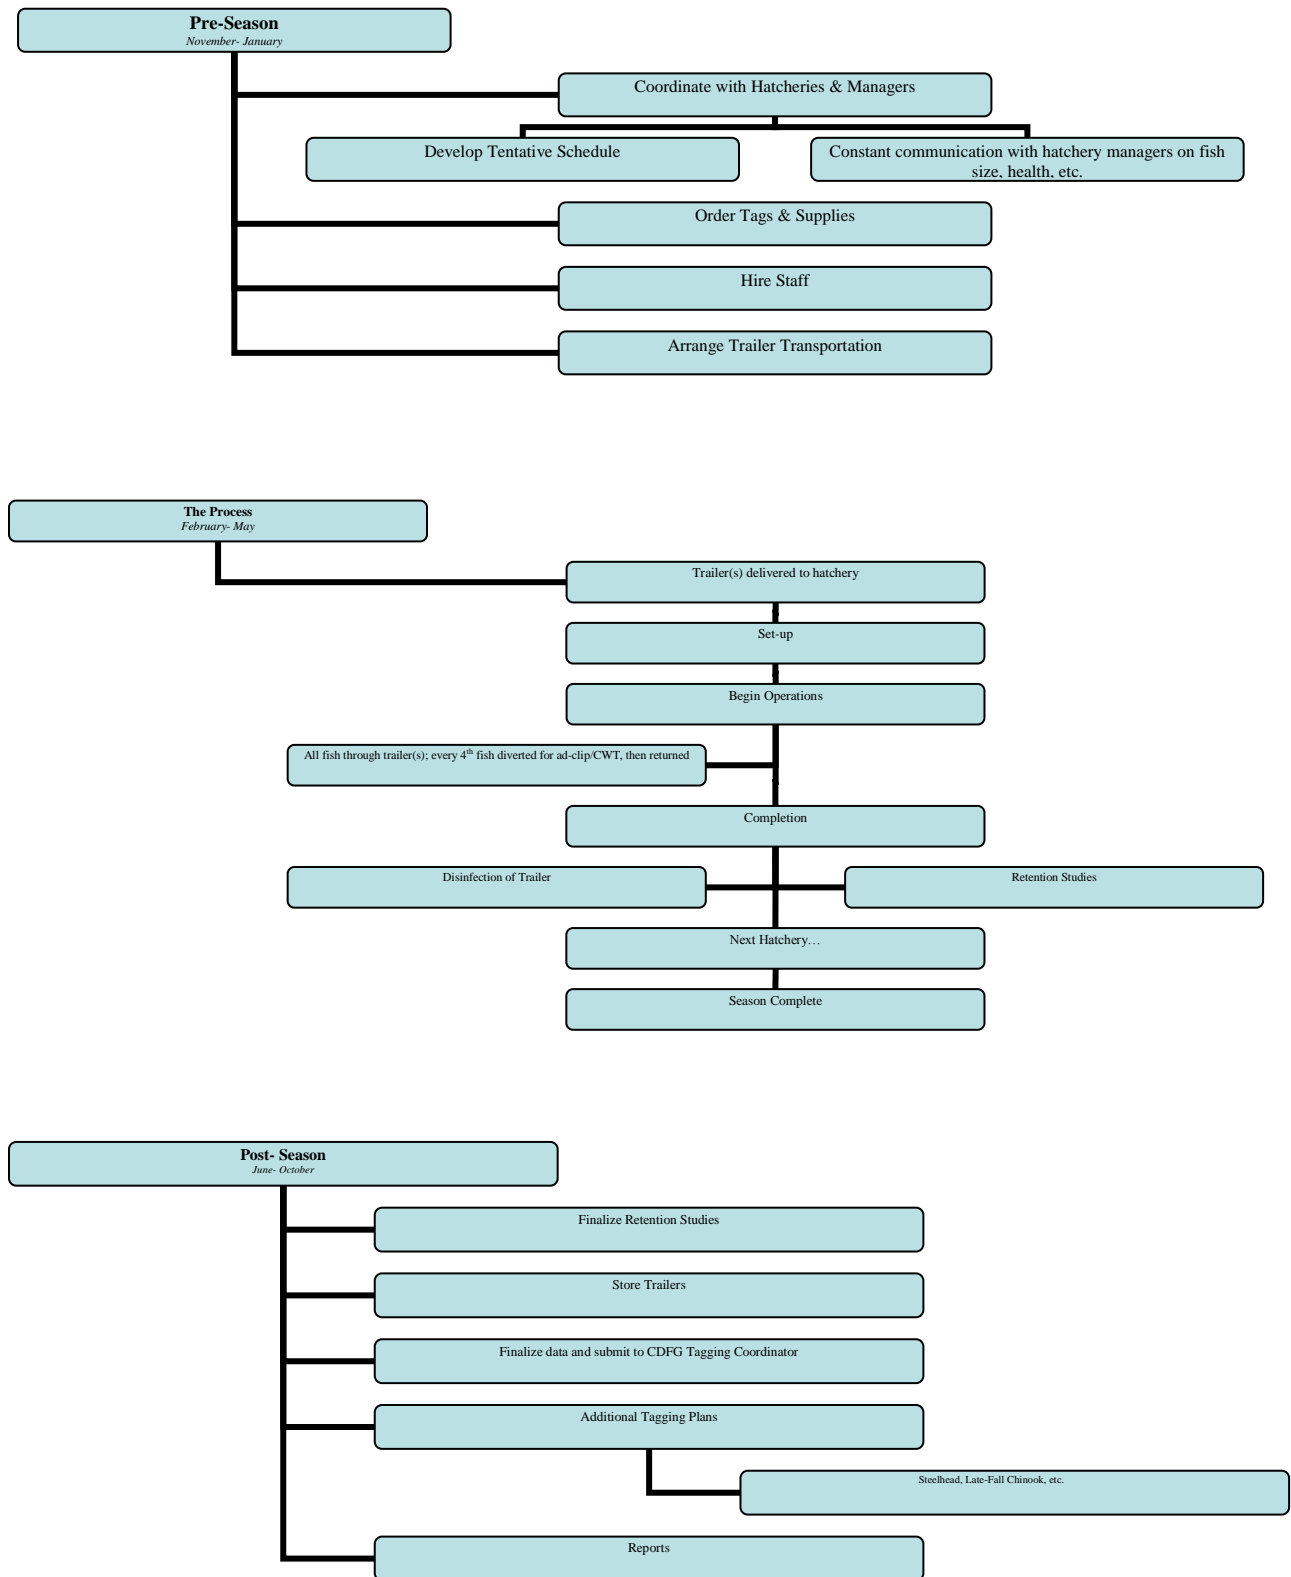 Pre-Season
November- January
Coordinate with Hatcheries & Managers
Develop Tentative Schedule
Constant communication with hatchery managers on fish
size, health, etc.
Order Tags & Supplies
Hire Staff
Arrange Trailer Transportation
The Process
February- May
Trailer(s) delivered to hatchery
Set-up
Begin Operations
All fish through trailer(s); every 4th fish diverted for ad-clip/CWT, then returned
Completion
Disinfection of Trailer
Retention Studies
Next Hatchery…
Season Complete
Post- Season
June- October
Finalize Retention Studies
Store Trailers
Finalize data and submit to CDFG Tagging Coordinator
Additional Tagging Plans
Steelhead, Late-Fall Chinook, etc.
Reports